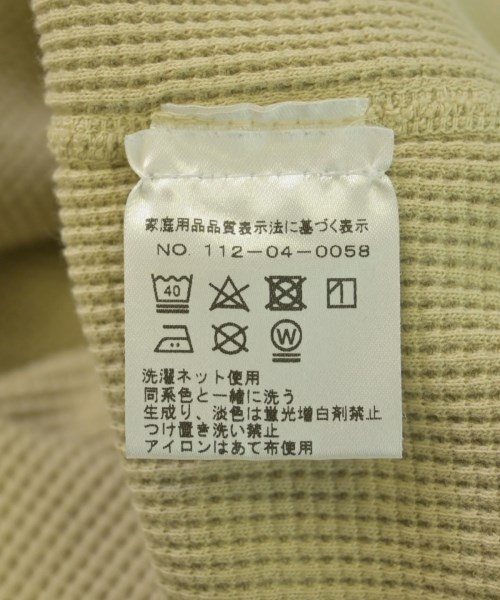 家庭用品品質表示法に基づく表示
NO. 112-04-0058
40
W
洗濯ネット使用
同系色と一緒に洗う
生成り、淡色は蛍光増白剤禁止
つけ置き洗い禁止
アイロンはあて布使用